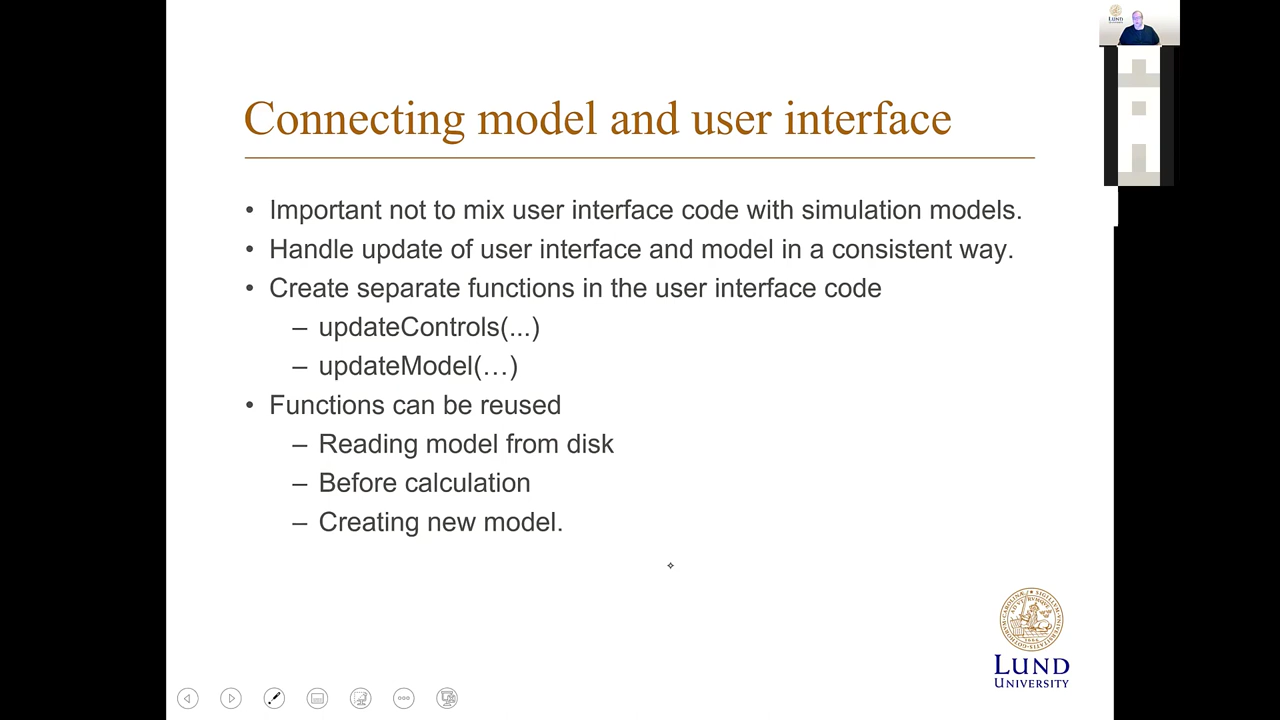 LUND
Connecting model and user interface
• Important not to mix user interface code with simulation models.
• Handle update of user interface and model in a consistent way.
• Create separate functions in the user interface code
– updateControls(...)
– updateModel(…)
• Functions can be reused
– Reading model from disk
– Before calculation
– Creating new model.
LUND
UNIVERSITY